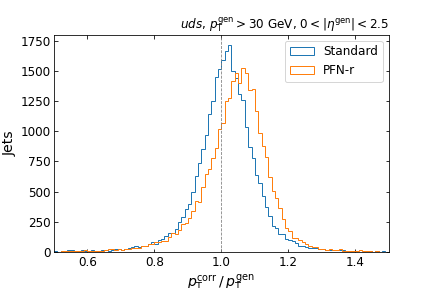 uds, p_T^gen > 30 GeV, 0 < |η^gen| < 2.5
Standard
PFN-r
Jets
1750
1500
1250
1000
750
500
250
0
0.6 0.8 1.0 1.2 1.4
p_T^corr / p_T^gen